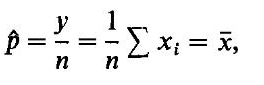 p̂ = y/n = 1/n ∑ xᵢ = x̄,